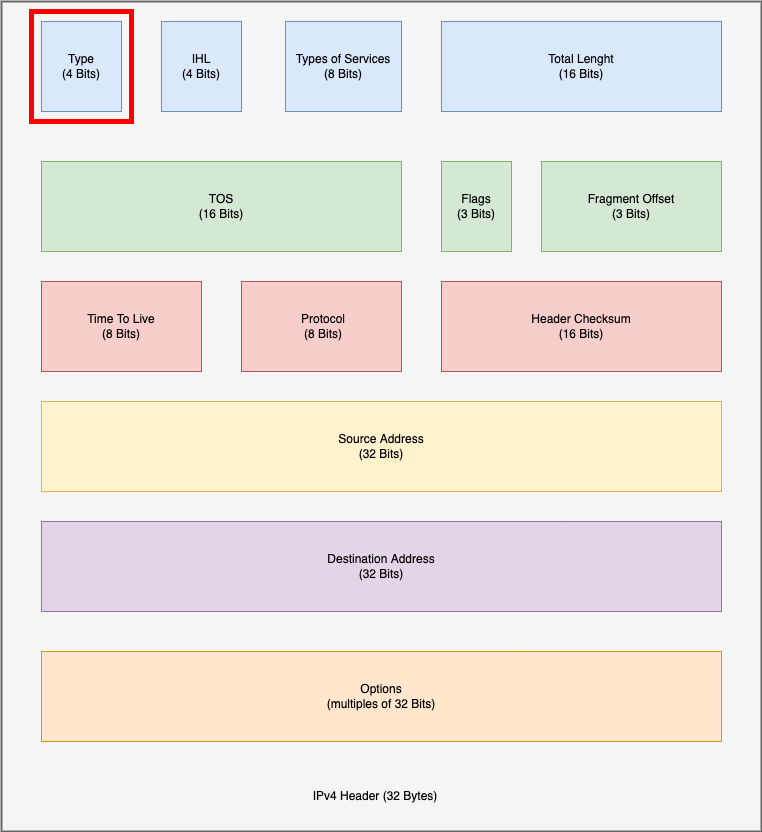 Type
(4 Bits)
IHL
(4 Bits)
Types of Services
(8 Bits)
Total Lenght
(16 Bits)
TOS
(16 Bits)
Flags
(3 Bits)
Fragment Offset
(3 Bits)
Time To Live
(8 Bits)
Protocol
(8 Bits)
Header Checksum
(16 Bits)
Source Address
(32 Bits)
Destination Address
(32 Bits)
Options
(multiples of 32 Bits)
IPv4 Header (32 Bytes)